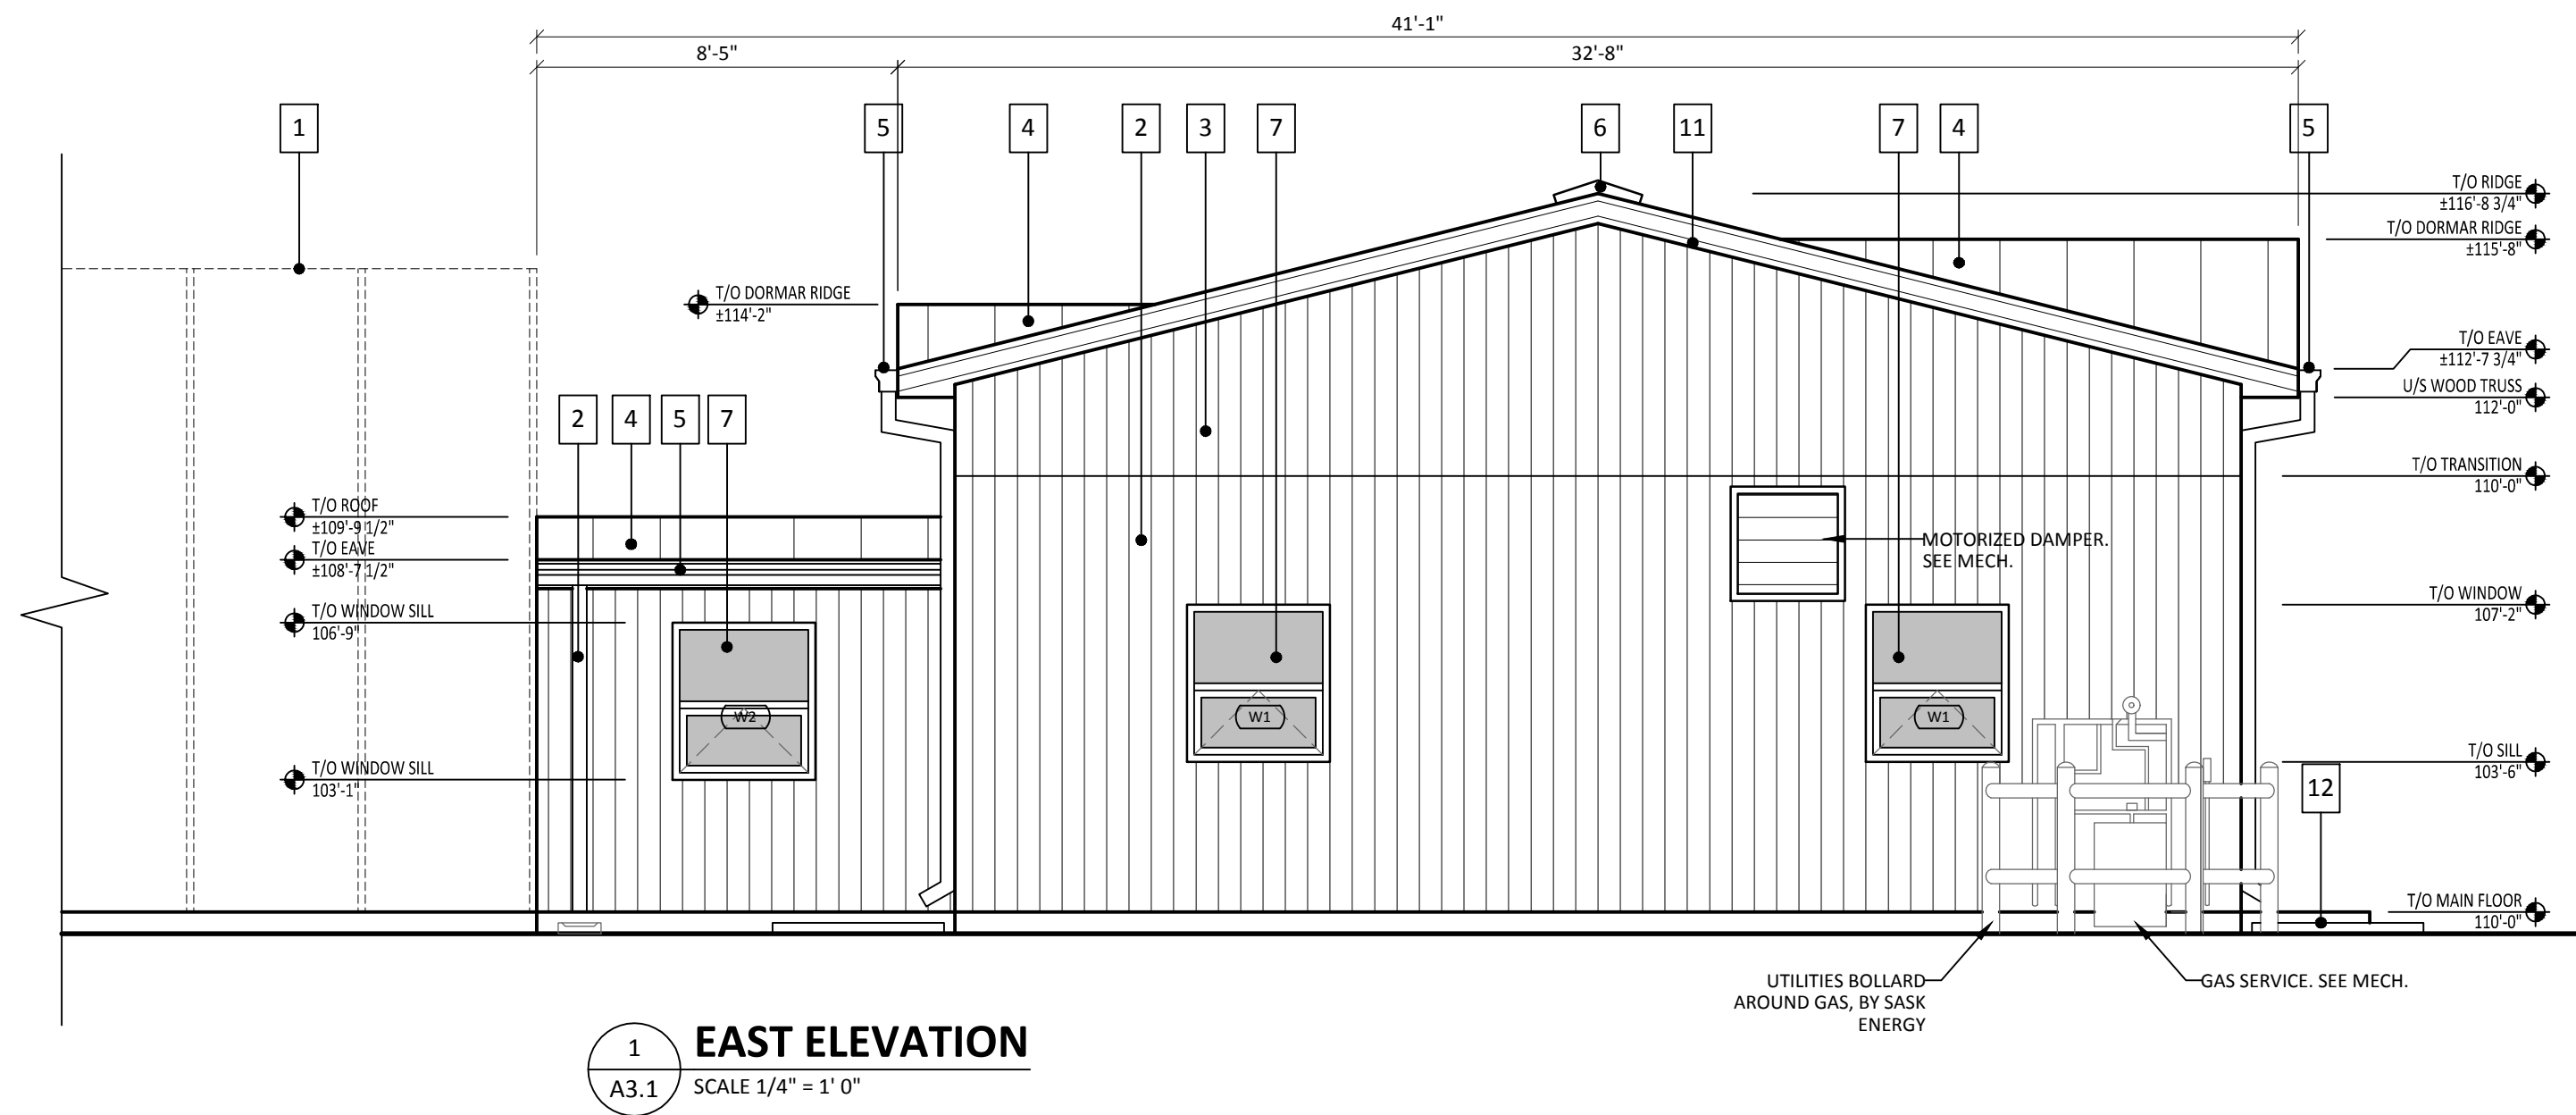 41'-1"
8'-5"
32'-8"
1
5
4
2
3
7
6
11
7
4
5
T/O RIDGE
±116'-8 3/4"
T/O DORMAR RIDGE
±115'-8"
T/O DORMAR RIDGE
±114'-2"
T/O EAVE
±112'-7 3/4"
U/S WOOD TRUSS
112'-0"
2
4
5
7
T/O TRANSITION
110'-0"
T/O ROOF
±109'-9 1/2"
T/O EAVE
±108'-7 1/2"
MOTORIZED DAMPER.
SEE MECH.
T/O WINDOW SILL
106'-9"
T/O WINDOW
107'-2"
W2
W1
W1
T/O WINDOW SILL
103'-1"
T/O SILL
103'-6"
12
T/O MAIN FLOOR
110'-0"
UTILITIES BOLLARD
AROUND GAS, BY SASK
ENERGY
GAS SERVICE. SEE MECH.
1
A3.1
EAST ELEVATION
SCALE 1/4" = 1' 0"